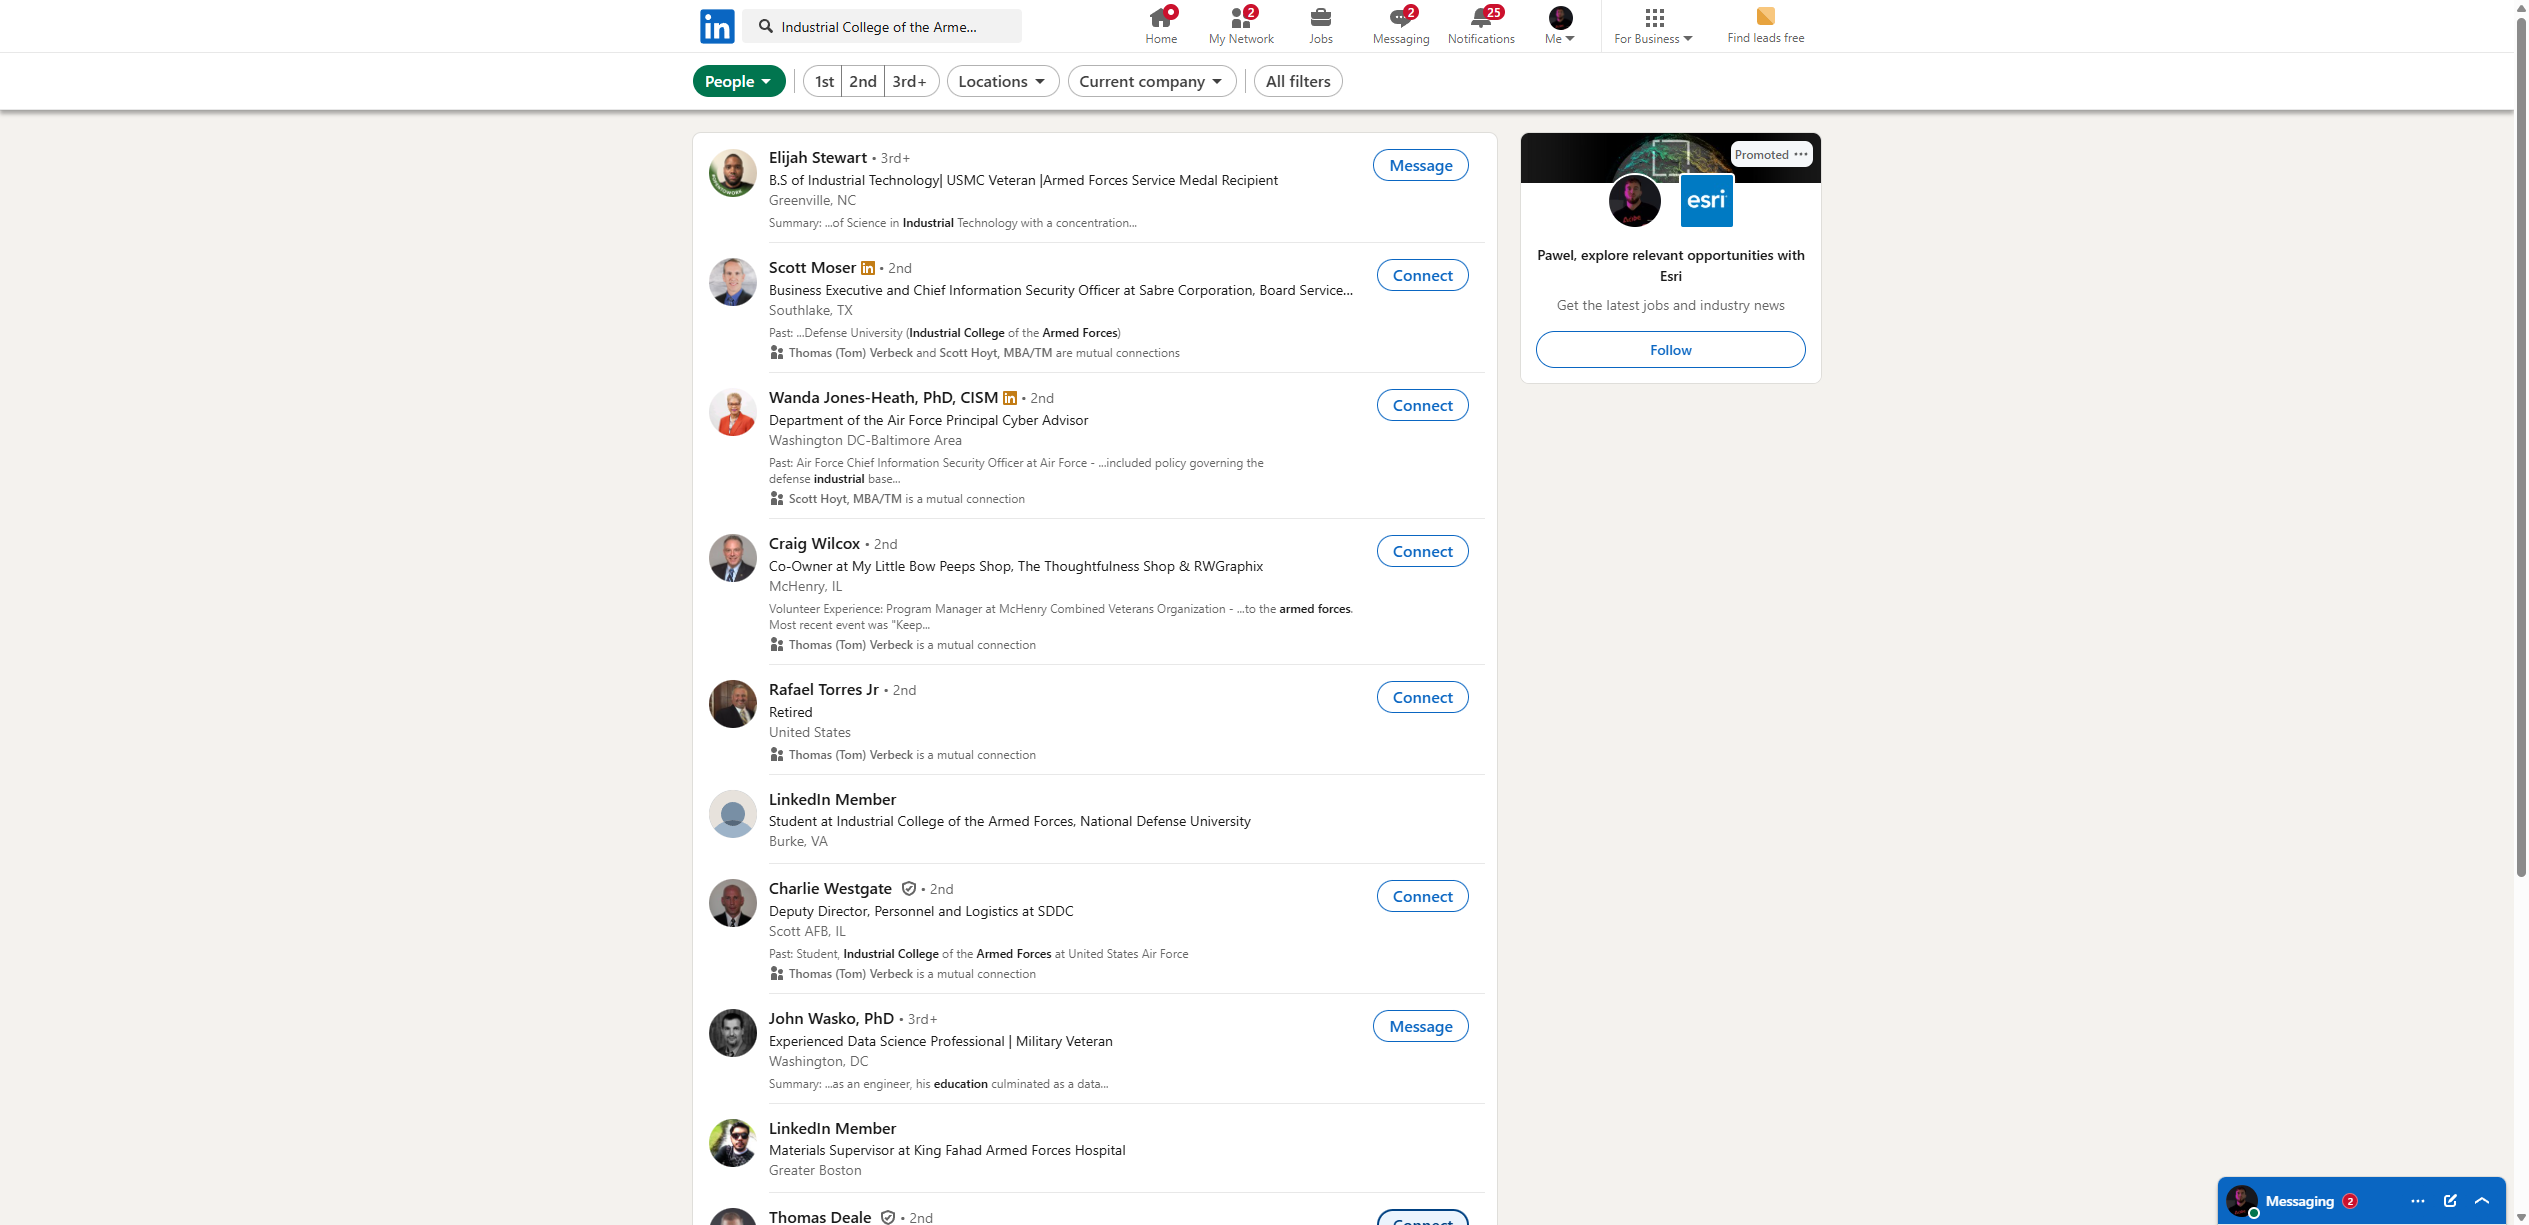 in
Industrial College of the Arme...
Home
2
My Network
Jobs
2
Messaging
25
Notifications
Me
For Business
Find leads free
People
1st
2nd
3rd+
Locations
Current company
All filters
Elijah Stewart • 3rd+
B.S of Industrial Technology| USMC Veteran |Armed Forces Service Medal Recipient
Greenville, NC
Summary: ...of Science in Industrial Technology with a concentration...
Message
Scott Moser in • 2nd
Business Executive and Chief Information Security Officer at Sabre Corporation, Board Service...
Southlake, TX
Past: ...Defense University (Industrial College of the Armed Forces)
Thomas (Tom) Verbeck and Scott Hoyt, MBA/TM are mutual connections
Connect
Wanda Jones-Heath, PhD, CISM in • 2nd
Department of the Air Force Principal Cyber Advisor
Washington DC-Baltimore Area
Past: Air Force Chief Information Security Officer at Air Force - ...included policy governing the
defense industrial base...
Scott Hoyt, MBA/TM is a mutual connection
Connect
Craig Wilcox • 2nd
Co-Owner at My Little Bow Peeps Shop, The Thoughtfulness Shop & RWGraphix
McHenry, IL
Volunteer Experience: Program Manager at McHenry Combined Veterans Organization - ...to the armed forces.
Most recent event was "Keep...
Thomas (Tom) Verbeck is a mutual connection
Connect
Rafael Torres Jr • 2nd
Retired
United States
Thomas (Tom) Verbeck is a mutual connection
Connect
LinkedIn Member
Student at Industrial College of the Armed Forces, National Defense University
Burke, VA
Charlie Westgate • 2nd
Deputy Director, Personnel and Logistics at SDDC
Scott AFB, IL
Past: Student, Industrial College of the Armed Forces at United States Air Force
Thomas (Tom) Verbeck is a mutual connection
Connect
John Wasko, PhD • 3rd+
Experienced Data Science Professional | Military Veteran
Washington, DC
Summary: ...as an engineer, his education culminated as a data...
Message
LinkedIn Member
Materials Supervisor at King Fahad Armed Forces Hospital
Greater Boston
Thomas Deale • 2nd
Connect
Promoted ...
esri
Pawel, explore relevant opportunities with
Esri
Get the latest jobs and industry news
Follow
Messaging 2